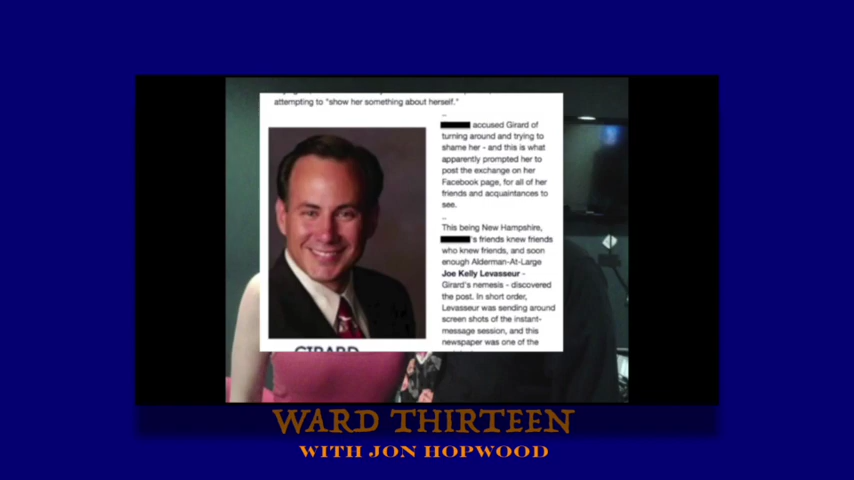 attempting to "show her something about herself."
accused Girard of
turning around and trying to
shame her - and this is what
apparently prompted her to
post the exchange on her
Facebook page, for all of her
friends and acquaintances to
see.
This being New Hampshire,
's friends knew friends
who knew friends, and soon
enough Alderman-At-Large
Joe Kelly Levasseur -
Girard's nemesis - discovered
the post. In short order,
Levasseur was sending around
screen shots of the instant-
message session, and this
newspaper was one of the
GIRARD
WARD THIRTEEN
WITH JON HOPWOOD